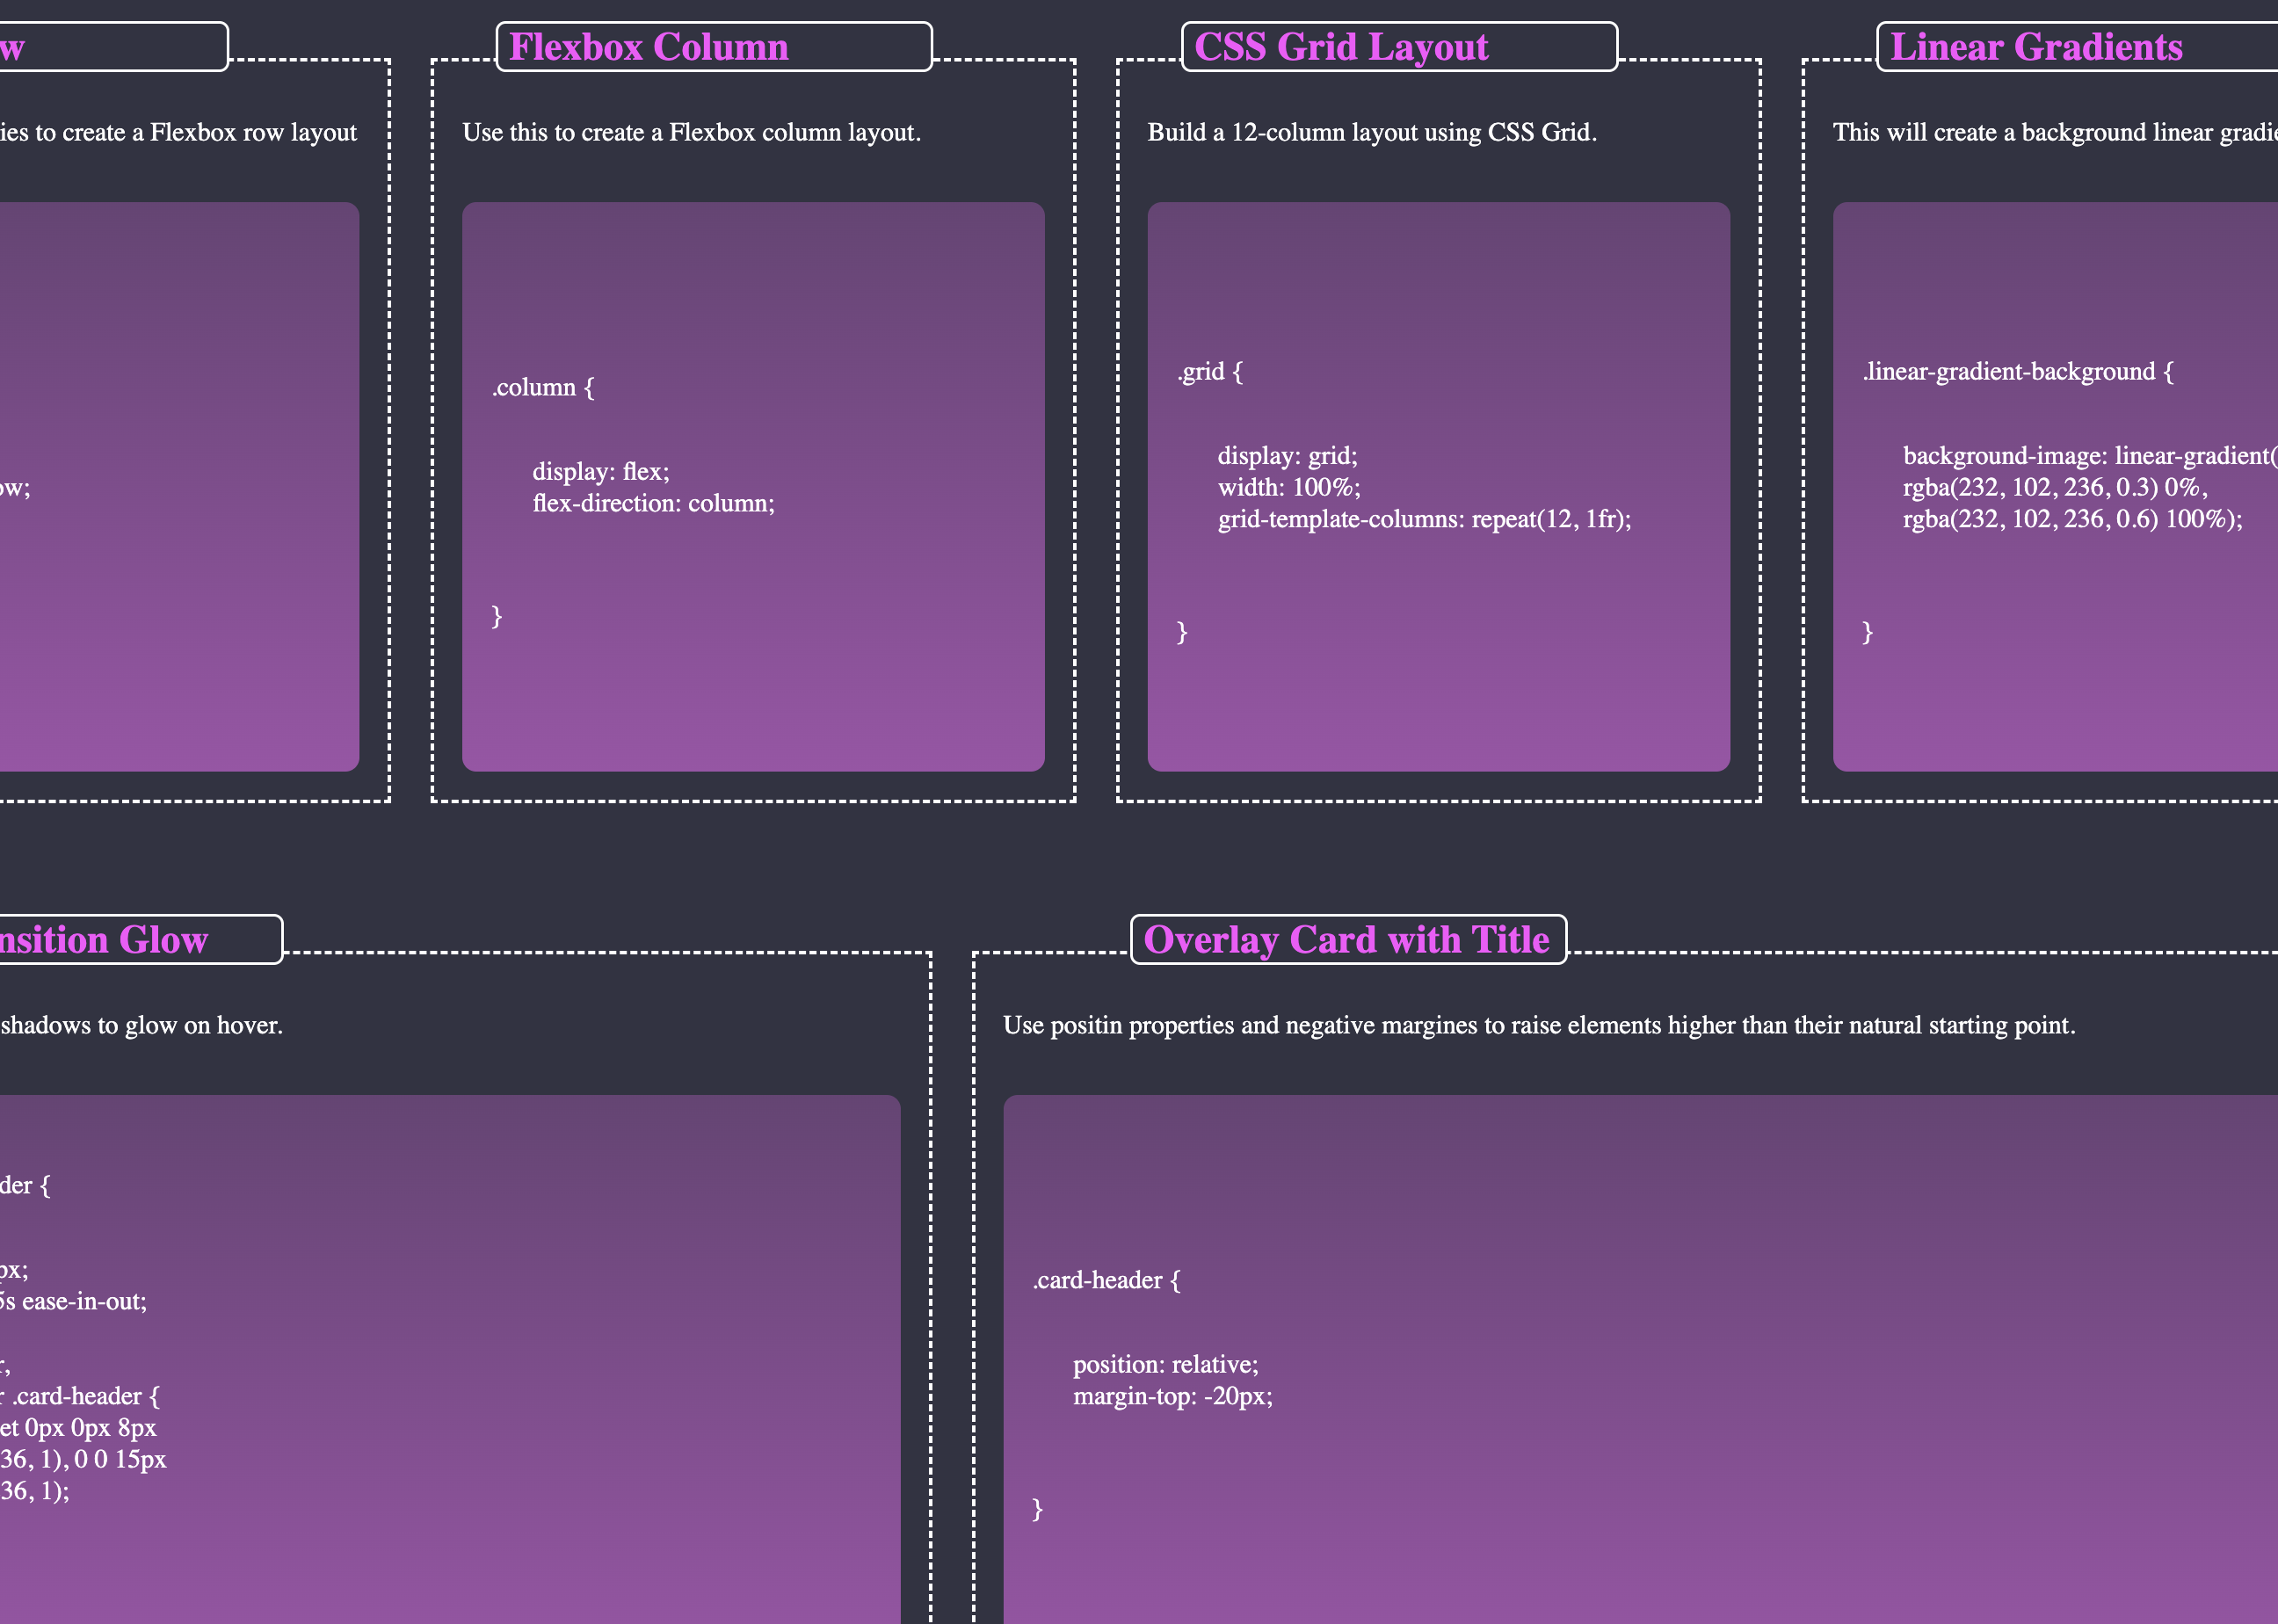 w
ies to create a Flexbox row layout
ow;
Flexbox Column
Use this to create a Flexbox column layout.
.column {
display: flex;
flex-direction: column;
}
CSS Grid Layout
Build a 12-column layout using CSS Grid.
.grid {
display: grid;
width: 100%;
grid-template-columns: repeat(12, 1fr);
}
Linear Gradients
This will create a background linear gradie
.linear-gradient-background {
background-image: linear-gradient(
rgba(232, 102, 236, 0.3) 0%,
rgba(232, 102, 236, 0.6) 100%);
}
nsition Glow
shadows to glow on hover.
der {
px;
5s ease-in-out;
r,
r .card-header {
et 0px 0px 8px
36, 1), 0 0 15px
36, 1);
Overlay Card with Title
Use positin properties and negative margines to raise elements higher than their natural starting point.
.card-header {
position: relative;
margin-top: -20px;
}